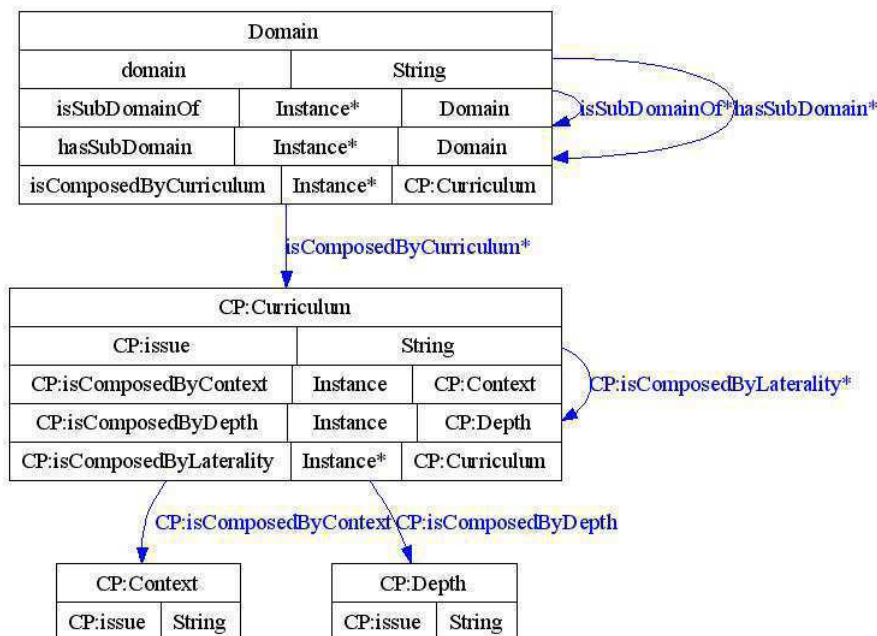 Domain
domain String
isSubDomainOf Instance* Domain
isSubDomainOf* hasSubDomain*
hasSubDomain Instance* Domain
isComposedByCurriculum Instance* CP:Curriculum
isComposedByCurriculum*
CP:Curriculum
CP:issue String
CP:isComposedByContext Instance CP:Context
CP:isComposedByLaterality*
CP:isComposedByDepth Instance CP:Depth
CP:isComposedByLaterality Instance* CP:Curriculum
CP:isComposedByContext CP:isComposedByDepth
CP:Context CP:Depth
CP:issue String CP:issue String